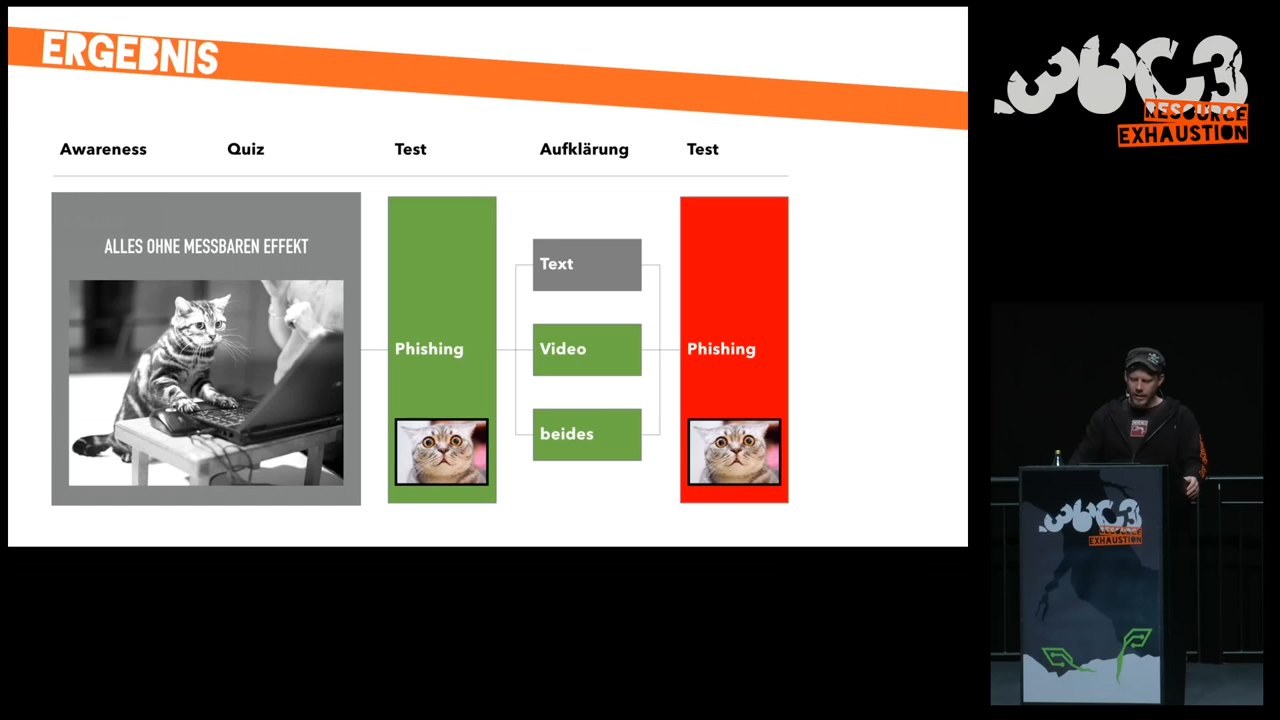 ERGEBNIS
Awareness Quiz Test Aufklärung Test
ALLES OHNE MESSBAREN EFFEKT
Phishing
Text
Video
beides
Phishing
36C3
RESOURCE
EXHAUSTION
36C3
RESOURCE
EXHAUSTION